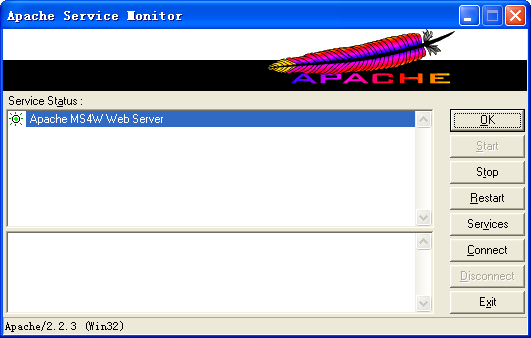 Apache Service Monitor
APACHE
Service Status :
Apache MS4W Web Server
OK
Start
Stop
Restart
Services
Connect
Disconnect
Exit
Apache/2.2.3 (Win32)